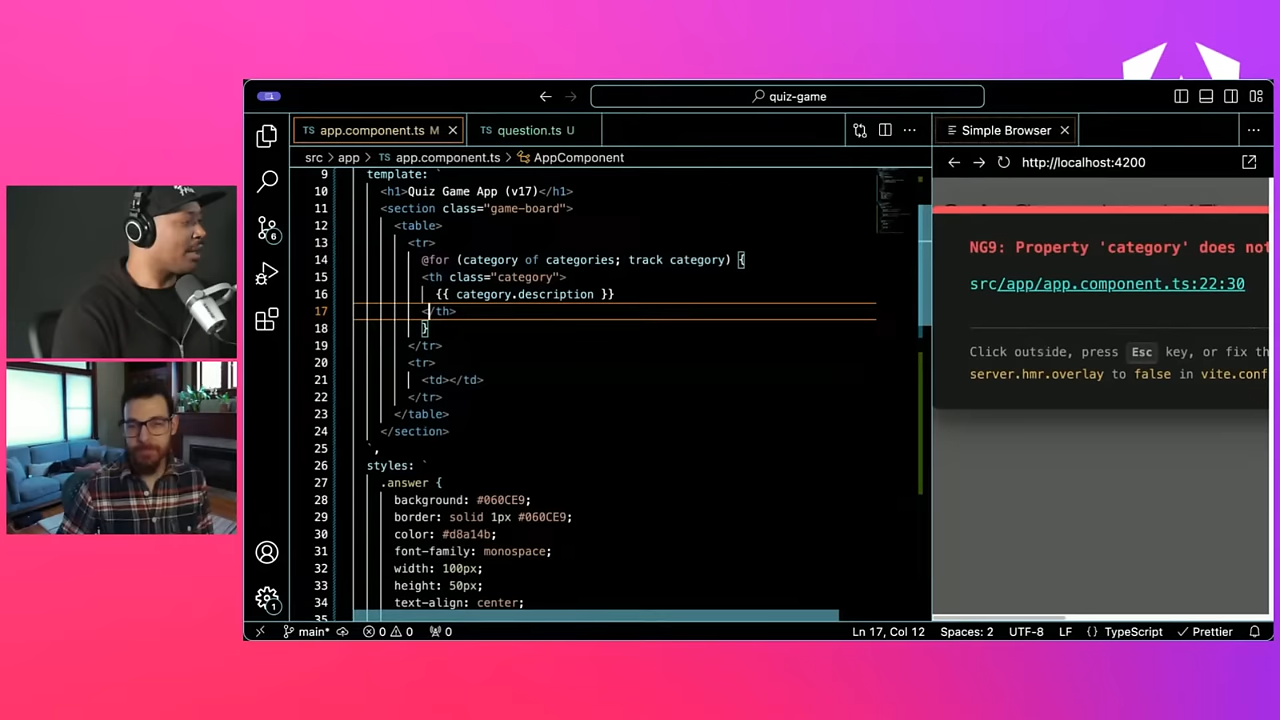 quiz-game
TS app.component.ts M
TS question.ts U
Simple Browser
src > app > TS app.component.ts > AppComponent
http://localhost:4200
9 template: `
10 <h1>Quiz Game App (v17)</h1>
11 <section class="game-board">
12 <table>
13 <tr>
14 @for (category of categories; track category) {
15 <th class="category">
16 {{ category.description }}
17 </th>
18 }
19 </tr>
20 <tr>
21 <td></td>
22 </tr>
23 </table>
24 </section>
25 `,
26 styles: `
27 .answer {
28 background: #060CE9;
29 border: solid 1px #060CE9;
30 color: #d8a14b;
31 font-family: monospace;
32 width: 100px;
33 height: 50px;
34 text-align: center;
35
NG9: Property 'category' does not
src/app/app.component.ts:22:30
Click outside, press Esc key, or fix th
server.hmr.overlay to false in vite.conf
6
1
main* 0 0 0
Ln 17, Col 12 Spaces: 2 UTF-8 LF {} TypeScript Prettier